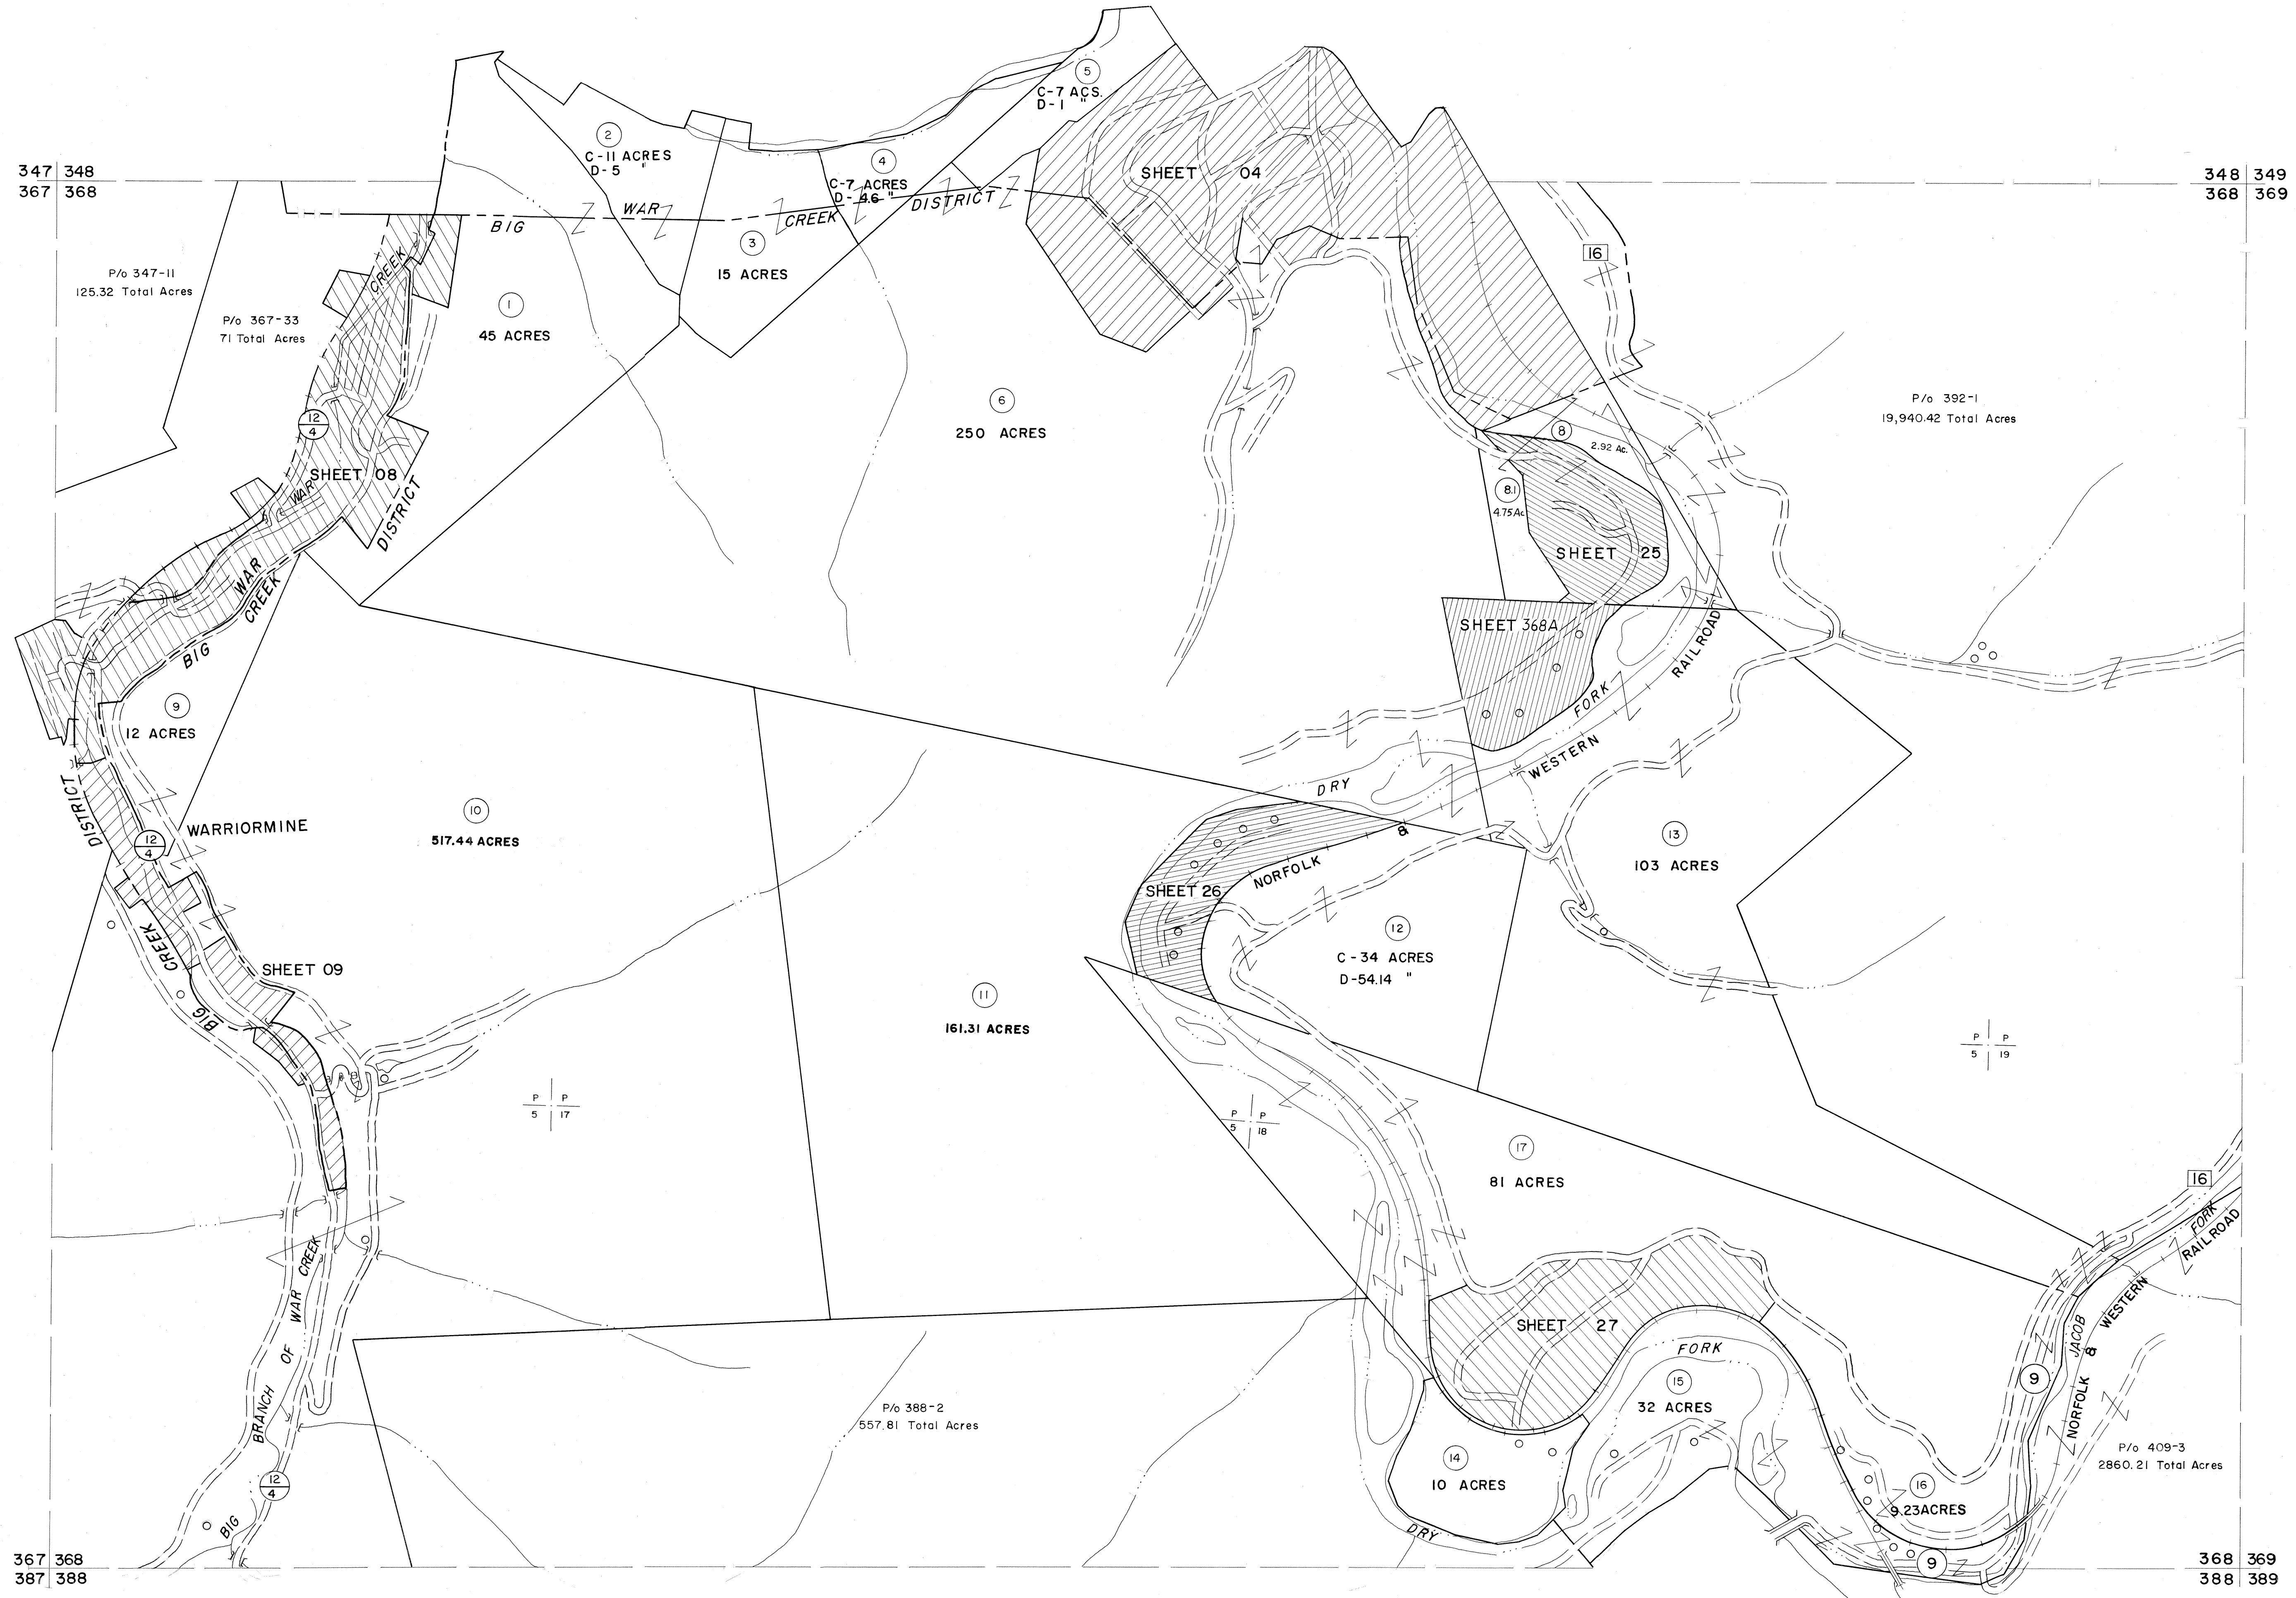 347 348
367 368
348 349
368 369
5
C-7 ACS.
D-1 "
2
C-11 ACRES
D-5 "
4
C-7 ACRES
D-4.6 "
SHEET 04
BIG WAR CREEK DISTRICT
3
15 ACRES
16
P/o 347-11
125.32 Total Acres
P/o 367-33
71 Total Acres
CREEK
1
45 ACRES
6
250 ACRES
P/o 392-1
19,940.42 Total Acres
12
4
8
2.92 Ac.
SHEET 08
WAR
DISTRICT
8.1
4.75 Ac
SHEET 25
WAR
CREEK
BIG
SHEET 368A
RAILROAD
FORK
9
12 ACRES
WESTERN
DRY
DISTRICT
12
4
WARRIORMINE
10
517.44 ACRES
&
NORFOLK
13
103 ACRES
SHEET 26
12
C-34 ACRES
D-54.14 "
CREEK
BIG
SHEET 09
11
161.31 ACRES
P P
5 19
P P
5 17
P P
5 18
17
81 ACRES
16
FORK
RAILROAD
WESTERN
&
NORFOLK
JACOB
9
SHEET 27
FORK
15
32 ACRES
BRANCH OF WAR CREEK
BIG
12
4
P/o 388-2
557.81 Total Acres
14
10 ACRES
DRY
16
9.23 ACRES
9
P/o 409-3
2860.21 Total Acres
367 368
387 388
368 369
388 389